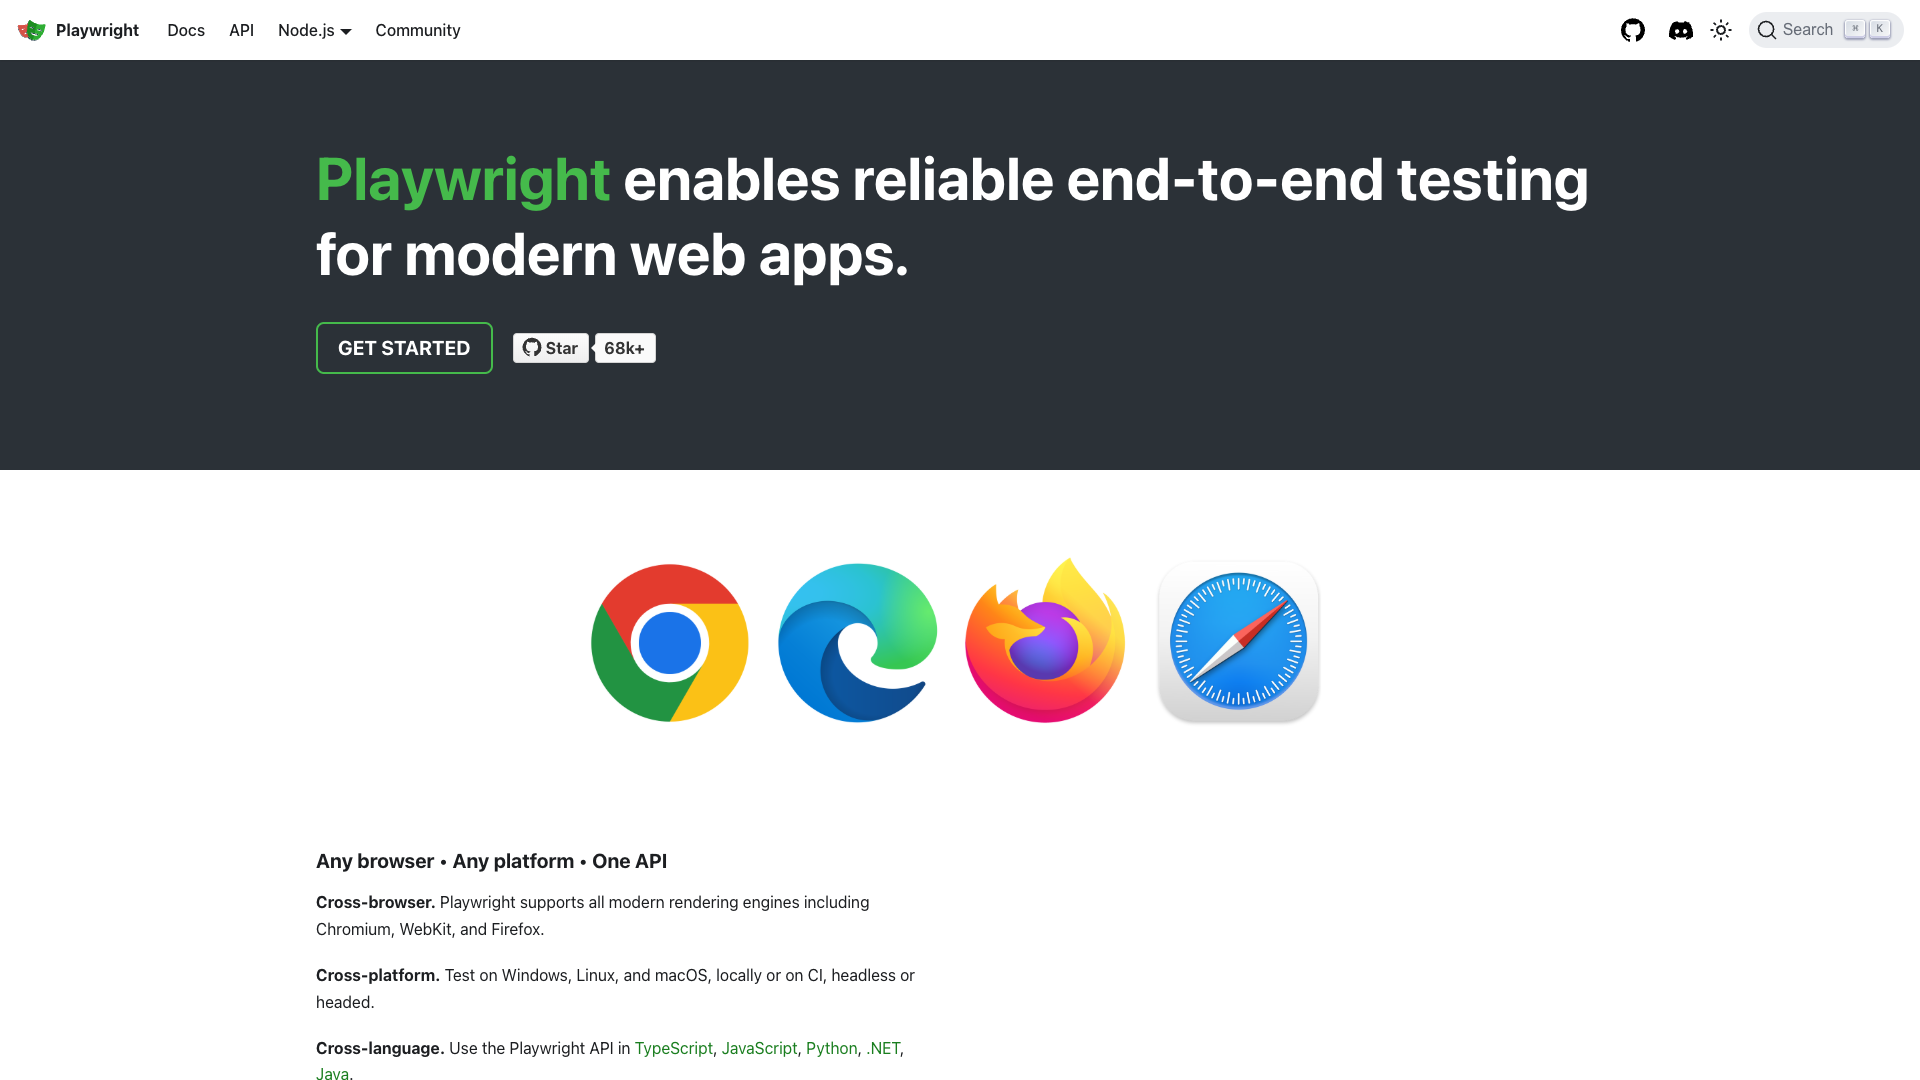 Playwright Docs API Node.js Community Search ⌘ K
Playwright enables reliable end-to-end testing
for modern web apps.
GET STARTED Star 68k+
Any browser • Any platform • One API
Cross-browser. Playwright supports all modern rendering engines including
Chromium, WebKit, and Firefox.
Cross-platform. Test on Windows, Linux, and macOS, locally or on CI, headless or
headed.
Cross-language. Use the Playwright API in TypeScript, JavaScript, Python, .NET,
Java.